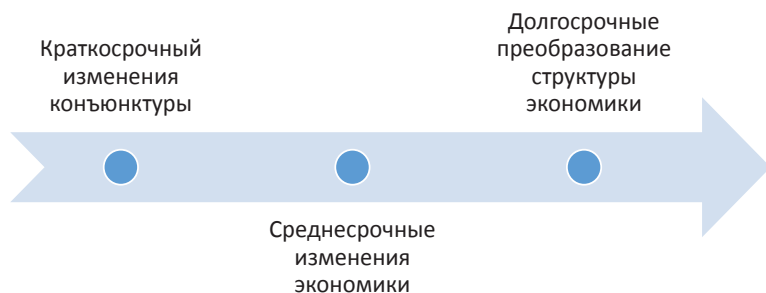 Краткосрочный
изменения
конъюнктуры
Среднесрочные
изменения
экономики
Долгосрочные
преобразование
структуры
экономики